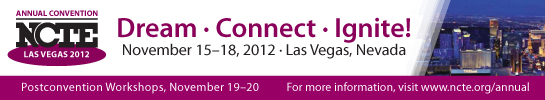 ANNUAL CONVENTION
NCTE
LAS VEGAS 2012
Dream · Connect · Ignite!
November 15–18, 2012 · Las Vegas, Nevada
Postconvention Workshops, November 19–20
For more information, visit www.ncte.org/annual